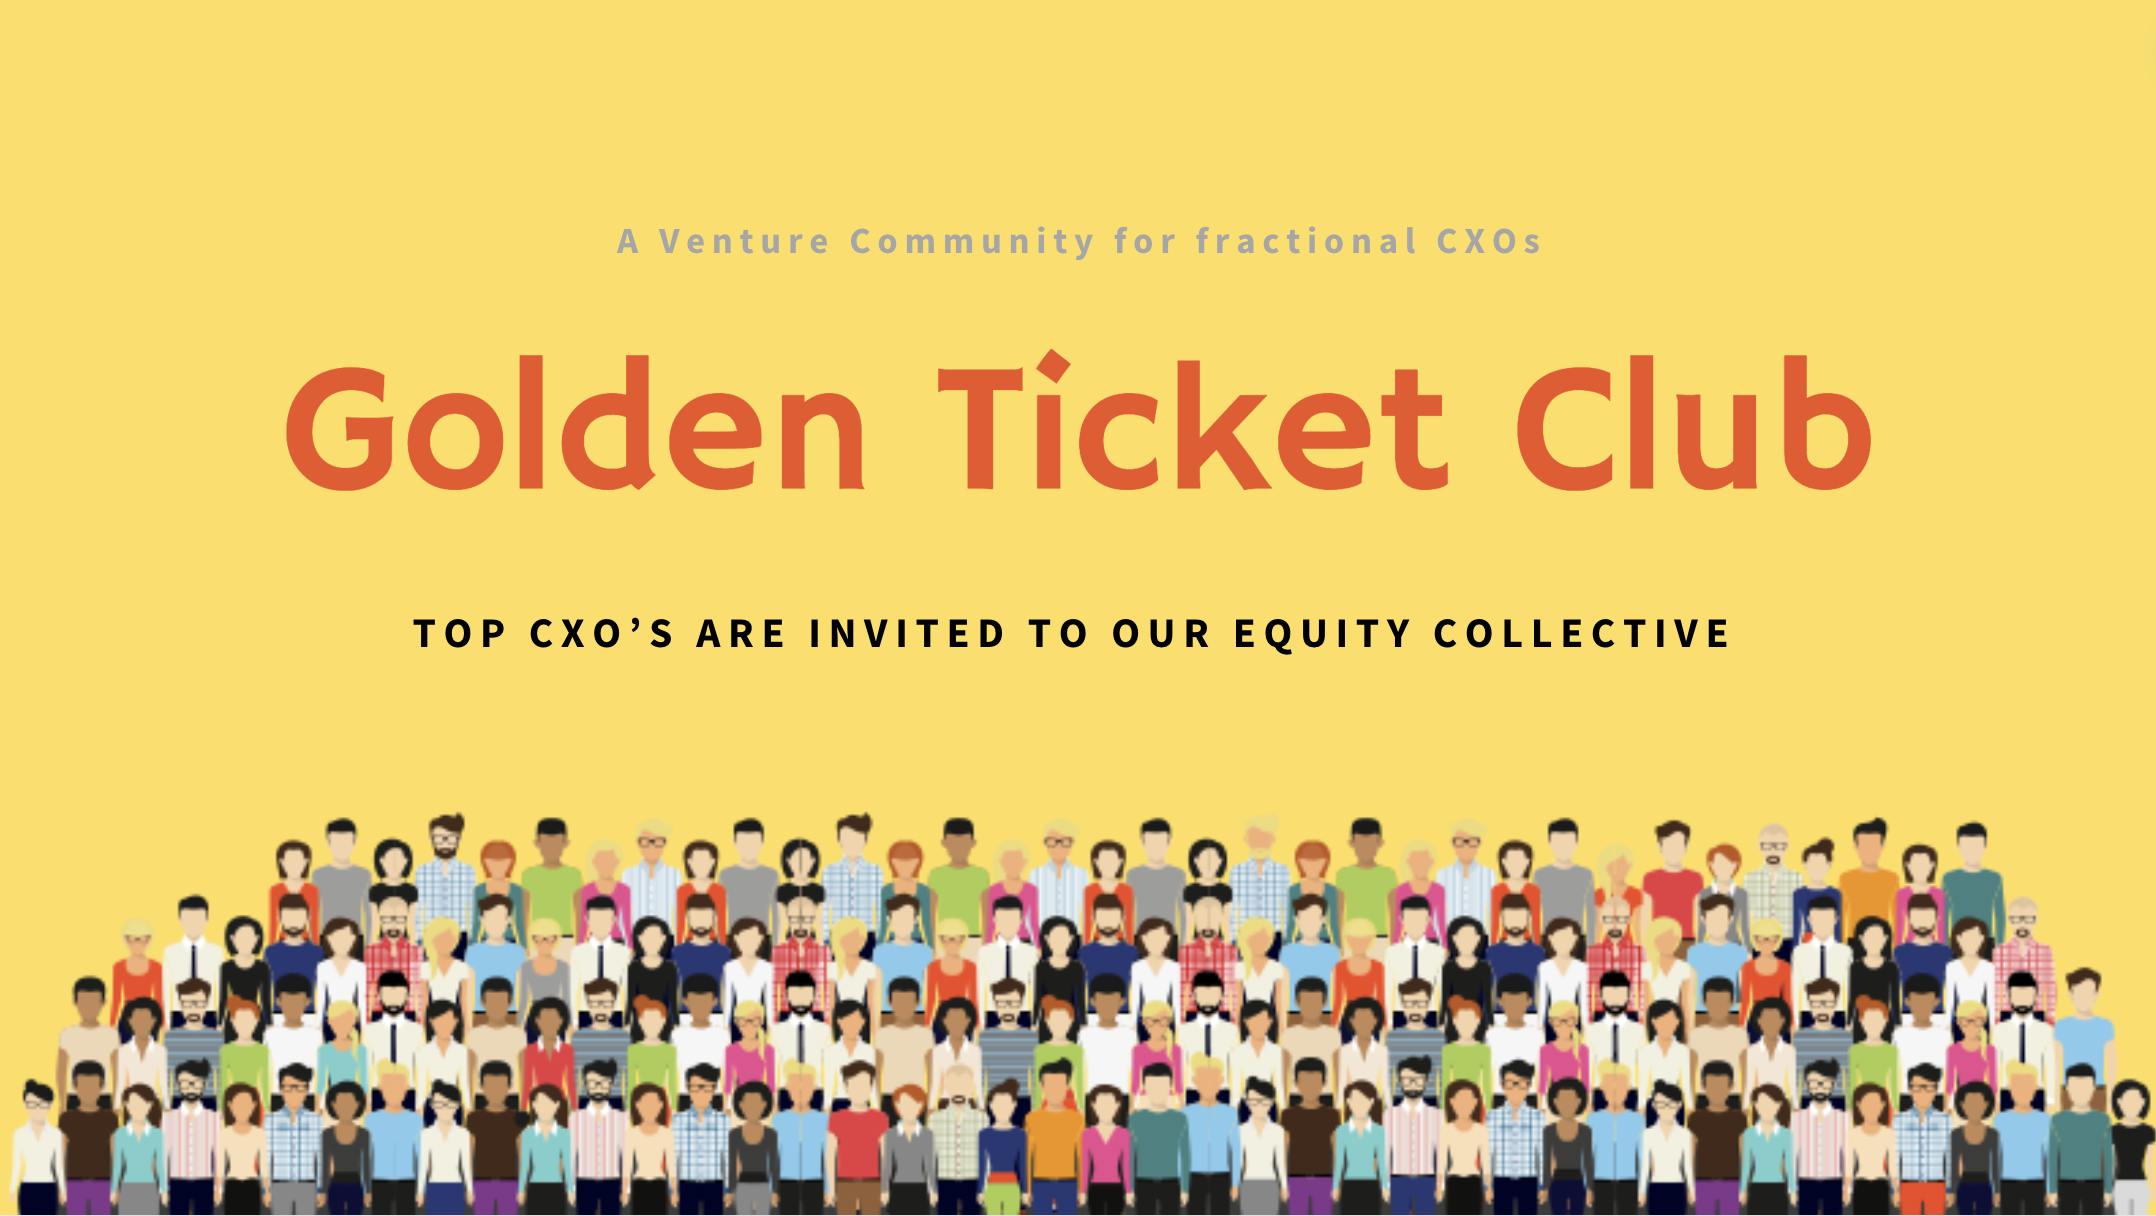 A Venture Community for fractional CXOs
Golden Ticket Club
TOP CXO’S ARE INVITED TO OUR EQUITY COLLECTIVE